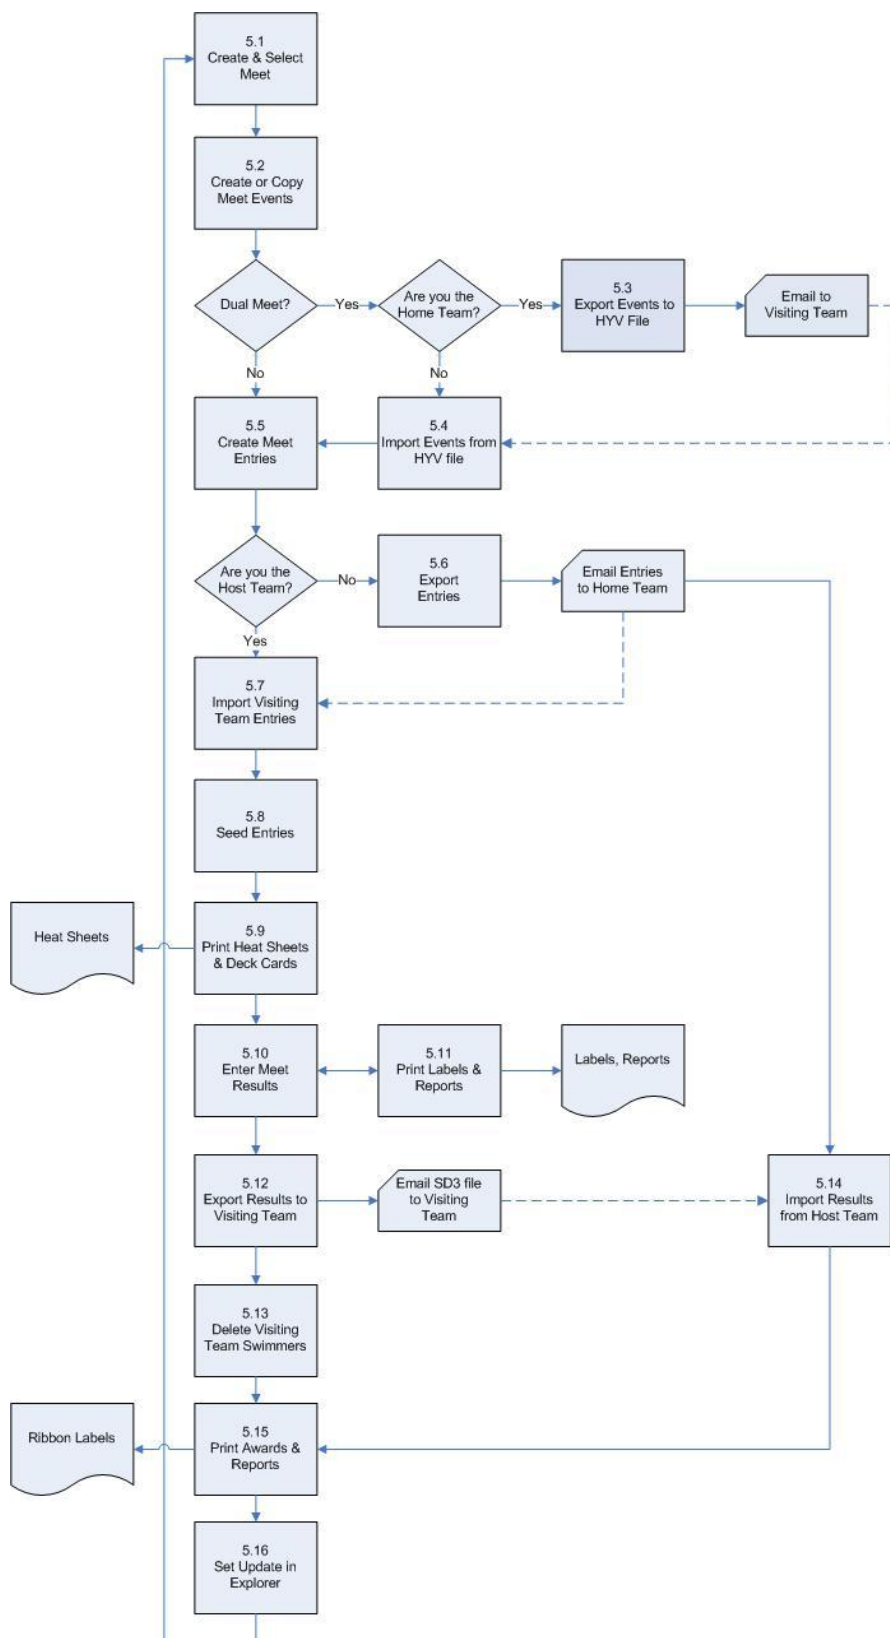 5.1
Create & Select
Meet
5.2
Create or Copy
Meet Events
Dual Meet?
Yes
Are you the
Home Team?
Yes
5.3
Export Events to
HYV File
Email to
Visiting Team
No
No
5.5
Create Meet
Entries
5.4
Import Events from
HYV file
Are you the
Host Team?
No
5.6
Export
Entries
Email Entries
to Home Team
Yes
5.7
Import Visiting
Team Entries
5.8
Seed Entries
Heat Sheets
5.9
Print Heat Sheets
& Deck Cards
5.10
Enter Meet
Results
5.11
Print Labels &
Reports
Labels, Reports
5.12
Export Results to
Visiting Team
Email SD3 file
to Visiting
Team
5.14
Import Results
from Host Team
5.13
Delete Visiting
Team Swimmers
Ribbon Labels
5.15
Print Awards &
Reports
5.16
Set Update in
Explorer